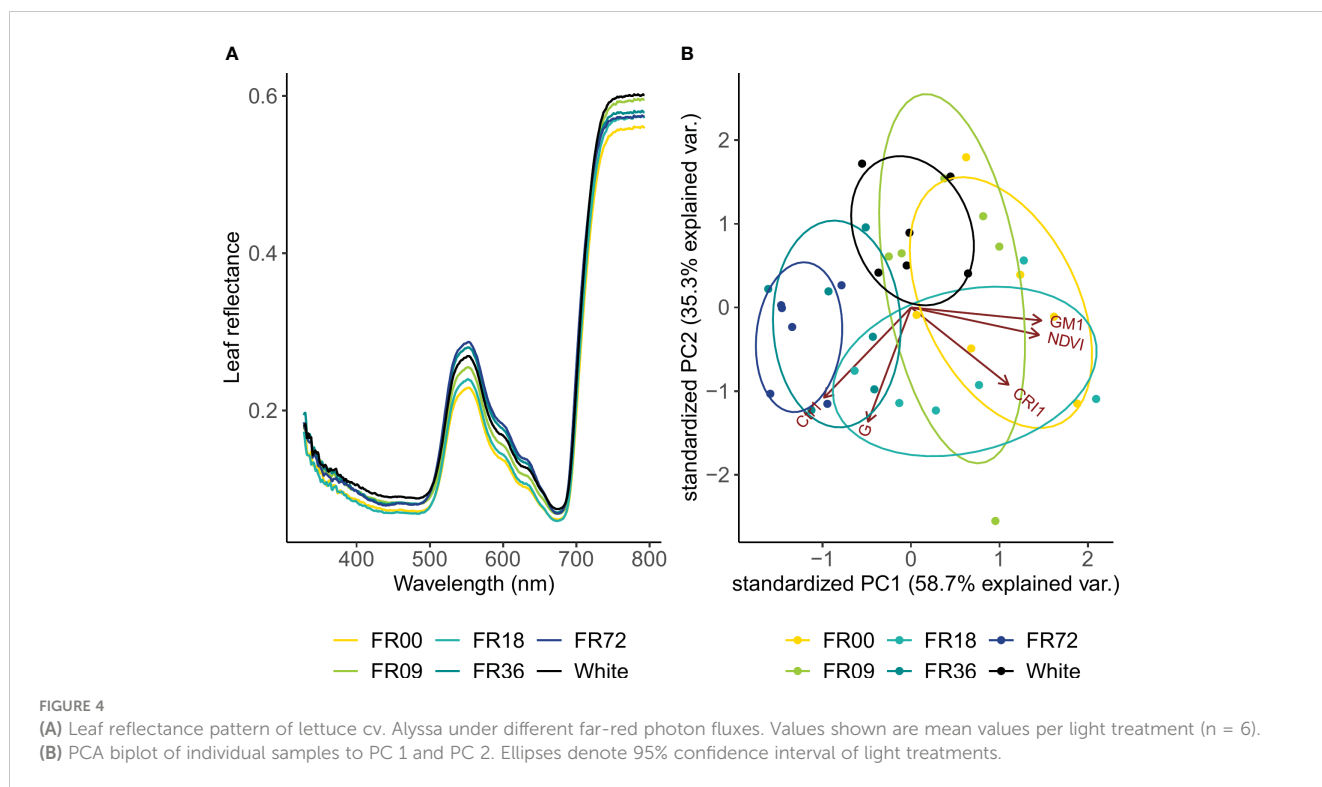 A
B
0.6
0.4
0.2
Leaf reflectance
400
500
600
700
800
Wavelength (nm)
2
1
0
−1
−2
standardized PC2 (35.3% explained var.)
GM1
NDVI
CRI1
G
−1
0
1
2
standardized PC1 (58.7% explained var.)
FR00 FR18 FR72
FR09 FR36 White
FR00 FR18 FR72
FR09 FR36 White
FIGURE 4
(A) Leaf reflectance pattern of lettuce cv. Alyssa under different far-red photon fluxes. Values shown are mean values per light treatment (n = 6).
(B) PCA biplot of individual samples to PC 1 and PC 2. Ellipses denote 95% confidence interval of light treatments.